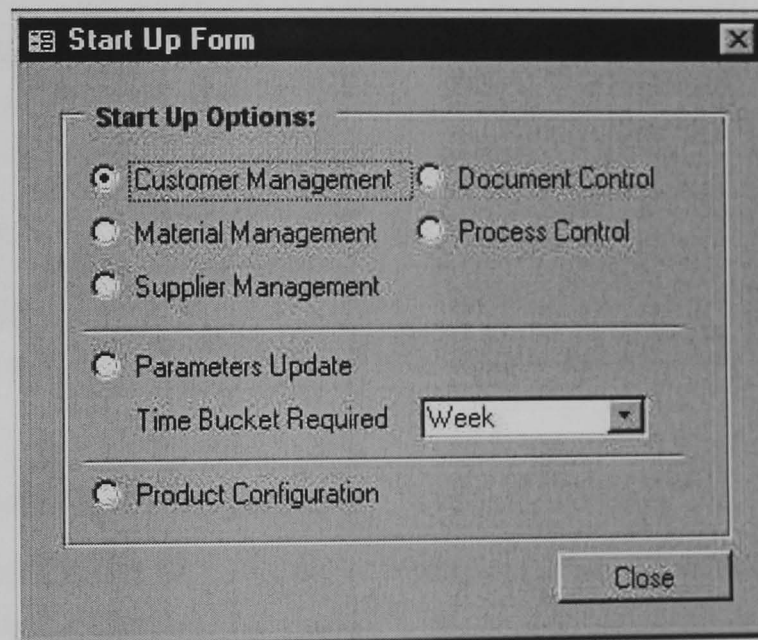 Start Up Form
Start Up Options:
Customer Management Document Control
Material Management Process Control
Supplier Management
Parameters Update
Time Bucket Required Week
Product Configuration
Close